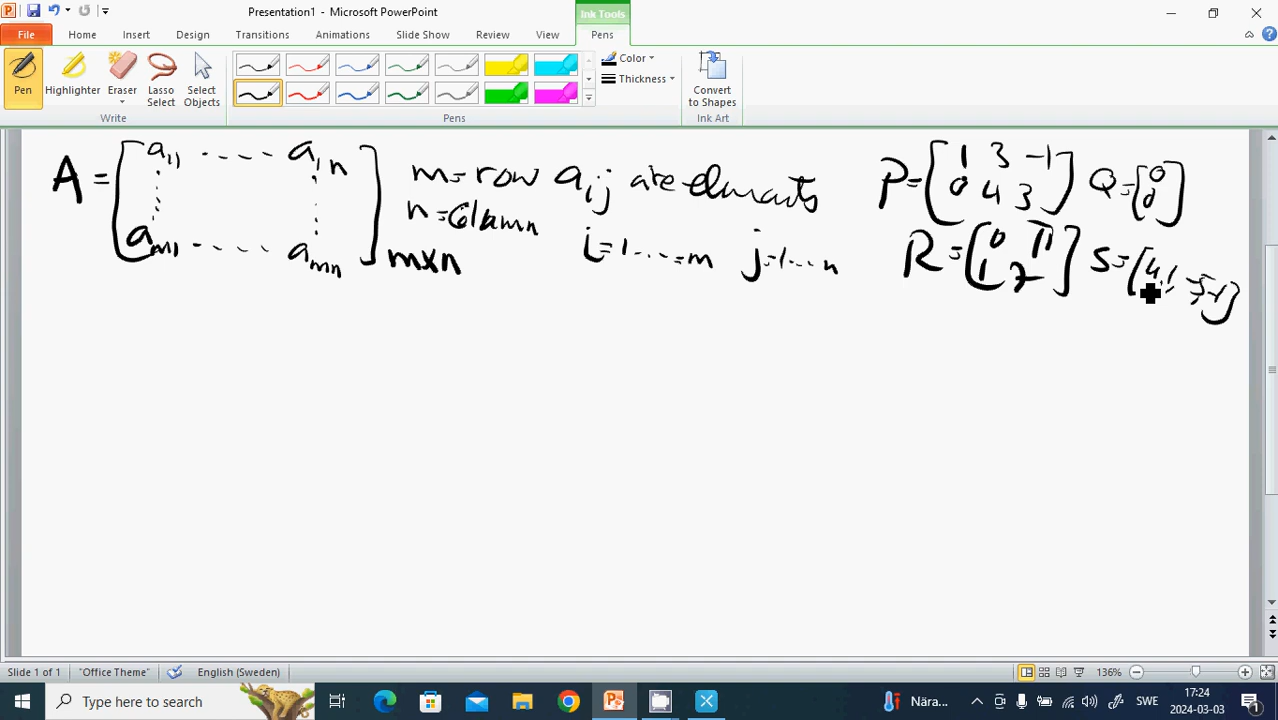 Presentation1 - Microsoft PowerPoint
Ink Tools
File Home Insert Design Transitions Animations Slide Show Review View Pens
Pen Highlighter Eraser Lasso Select Select Objects
Color
Thickness
Convert to Shapes
Write Pens Ink Art
A = [a11 ---- a1n
am1 ---- amn] mxn
m = row aij are elements
n = column
i=1....m j=1...n
P = [1 3 -1
0 4 3] Q = [0
0]
R = [0 π
1 7] S = [4
Slide 1 of 1 "Office Theme" English (Sweden) 136%
Type here to search Nära... SWE 17:24
2024-03-03 1